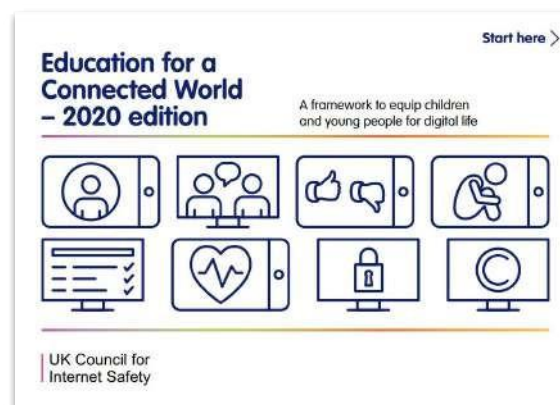 Start here >
Education for a
Connected World
– 2020 edition
A framework to equip children
and young people for digital life
©
UK Council for
Internet Safety